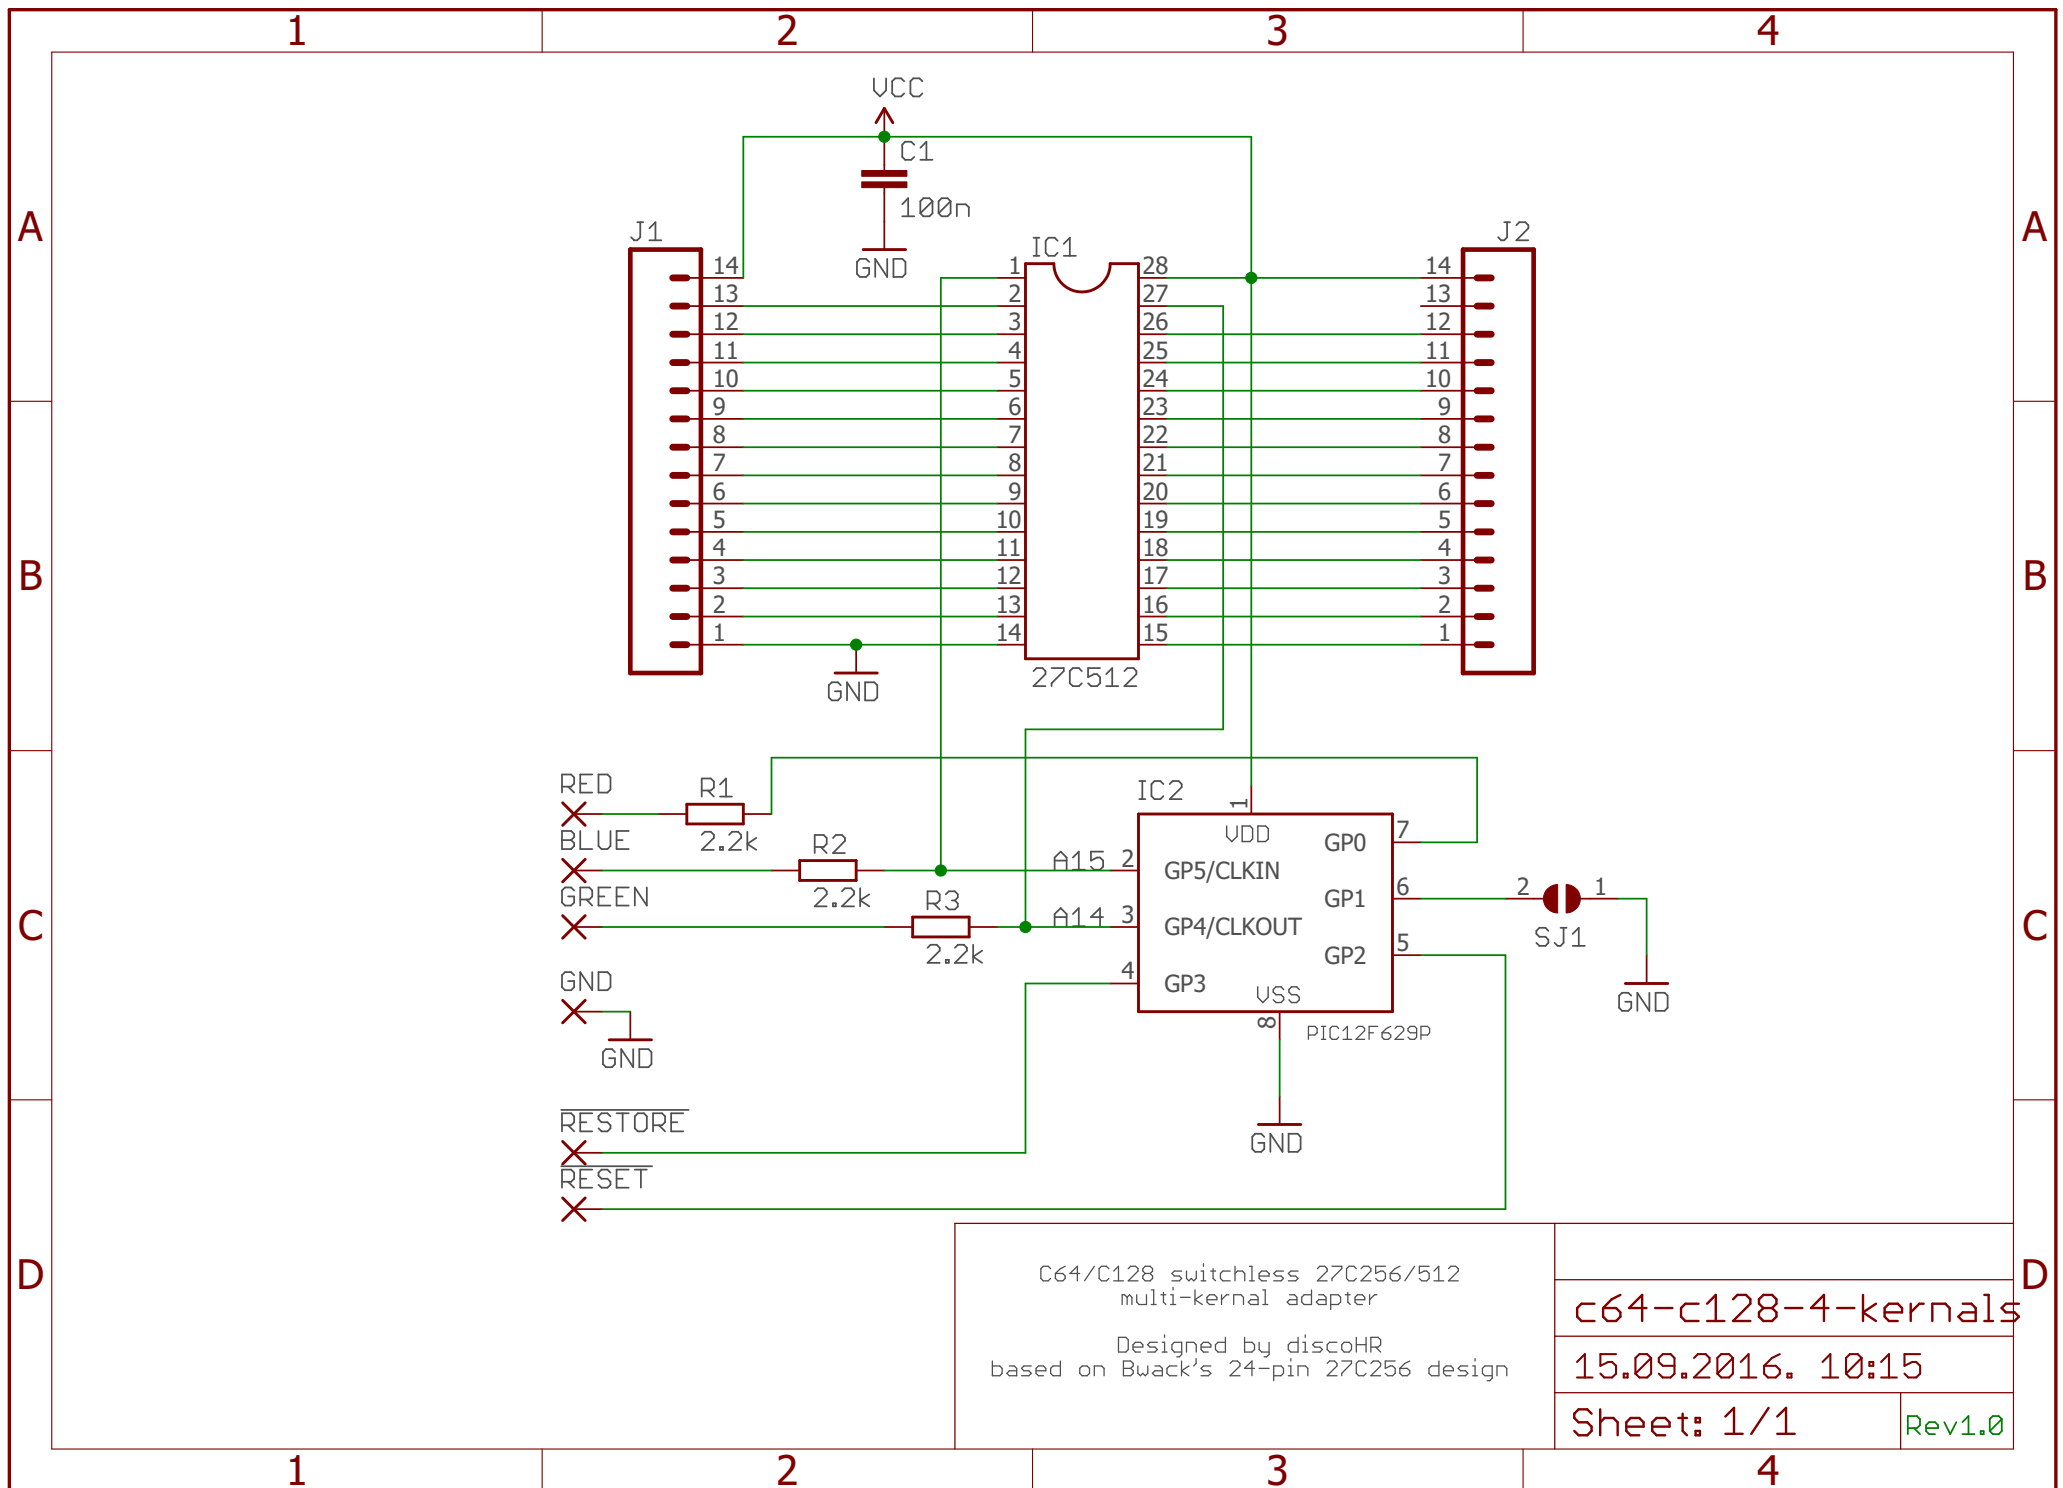 1 2 3 4
VCC
C1
100n
GND
A A
J1 IC1 J2
14 1 28 14
13 2 27 13
12 3 26 12
11 4 25 11
10 5 24 10
9 6 23 9
8 7 22 8
7 8 21 7
6 9 20 6
5 10 19 5
4 11 18 4
3 12 17 3
2 13 16 2
1 14 15 1
B B
GND 27C512
RED R1 IC2 1
2.2k VDD GP0 7
BLUE R2 A15 2 GP5/CLKIN
2.2k GP1 6 2 1
GREEN R3 A14 3 GP4/CLKOUT SJ1
C C
2.2k GP2 5
GND 4 GP3 VSS GND
8 PIC12F629P
GND
RESTORE
GND
RESET
D D
C64/C128 switchless 27C256/512
multi-kernal adapter
Designed by discoHR
based on Bwack's 24-pin 27C256 design
c64-c128-4-kernals
15.09.2016. 10:15
Sheet: 1/1 Rev1.0
1 2 3 4